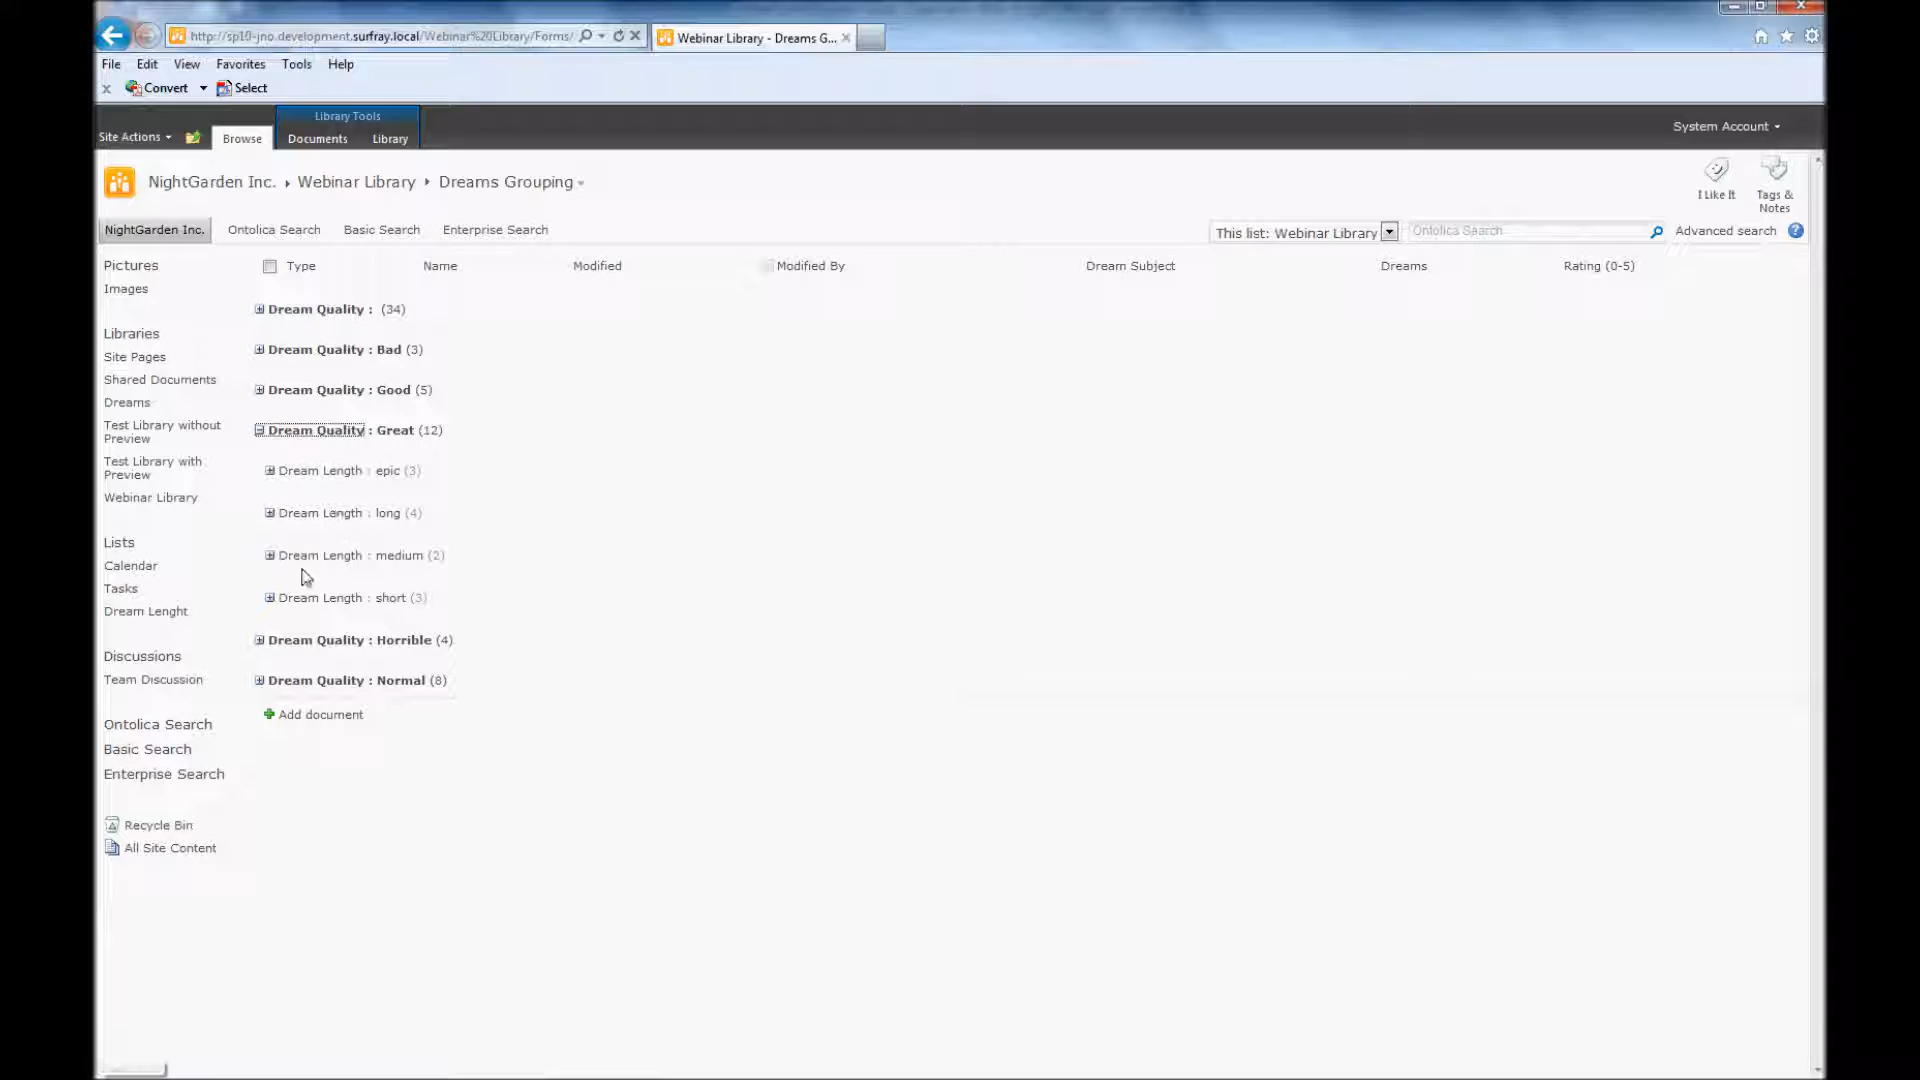 http://sp10-jno.development.surfray.local/Webinar%20Library/Forms/
Webinar Library - Dreams G...
File Edit View Favorites Tools Help
x Convert Select
Library Tools
Site Actions Browse Documents Library
System Account
NightGarden Inc. Webinar Library Dreams Grouping
I Like It
Tags &
Notes
NightGarden Inc. Ontolica Search Basic Search Enterprise Search
This list: Webinar Library Ontolica Search Advanced search
Type Name Modified Modified By Dream Subject Dreams Rating (0-5)
Pictures
Images
Libraries
Site Pages
Shared Documents
Dreams
Test Library without
Preview
Test Library with
Preview
Webinar Library
Lists
Calendar
Tasks
Dream Lenght
Discussions
Team Discussion
Ontolica Search
Basic Search
Enterprise Search
Recycle Bin
All Site Content
Dream Quality : (34)
Dream Quality : Bad (3)
Dream Quality : Good (5)
Dream Quality : Great (12)
Dream Length : epic (3)
Dream Length : long (4)
Dream Length : medium (2)
Dream Length : short (3)
Dream Quality : Horrible (4)
Dream Quality : Normal (8)
Add document